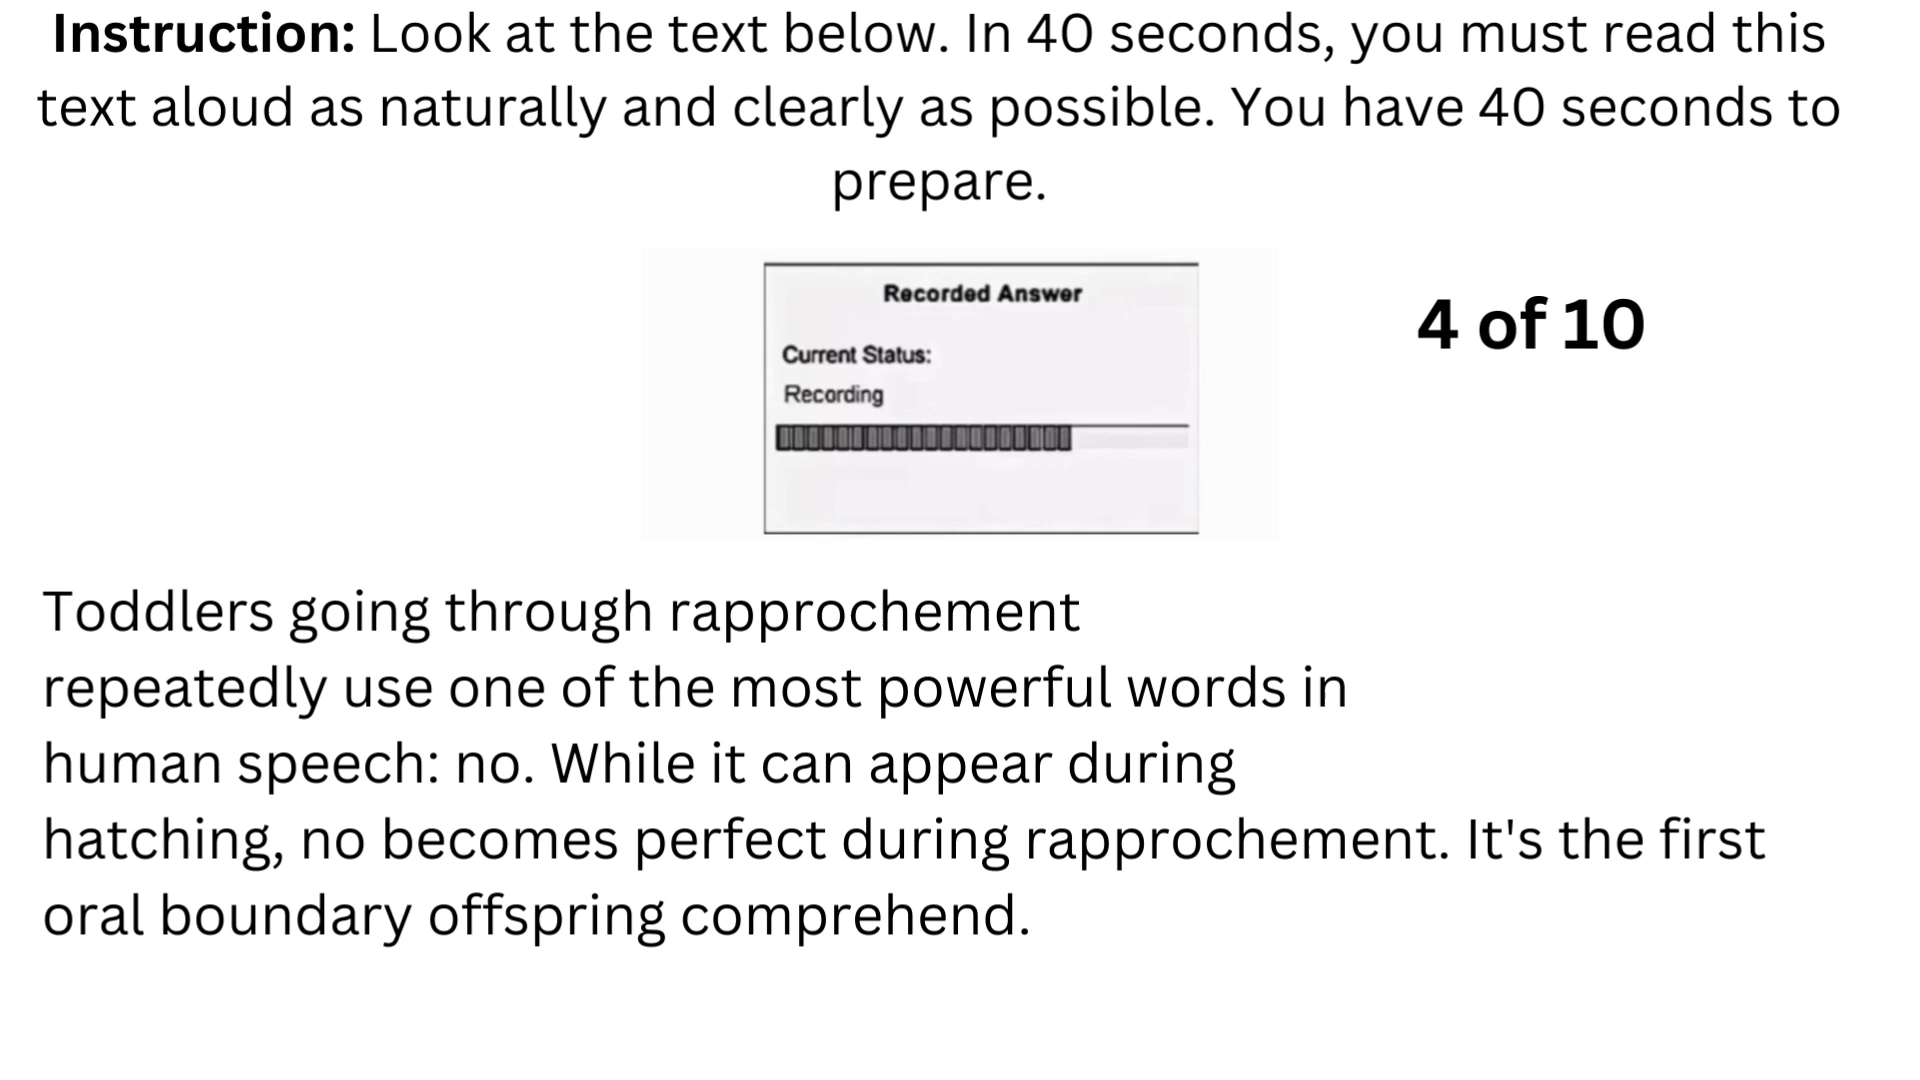 Instruction: Look at the text below. In 40 seconds, you must read this
text aloud as naturally and clearly as possible. You have 40 seconds to
prepare.
Recorded Answer
Current Status:
Recording
4 of 10
Toddlers going through rapprochement
repeatedly use one of the most powerful words in
human speech: no. While it can appear during
hatching, no becomes perfect during rapprochement. It's the first
oral boundary offspring comprehend.